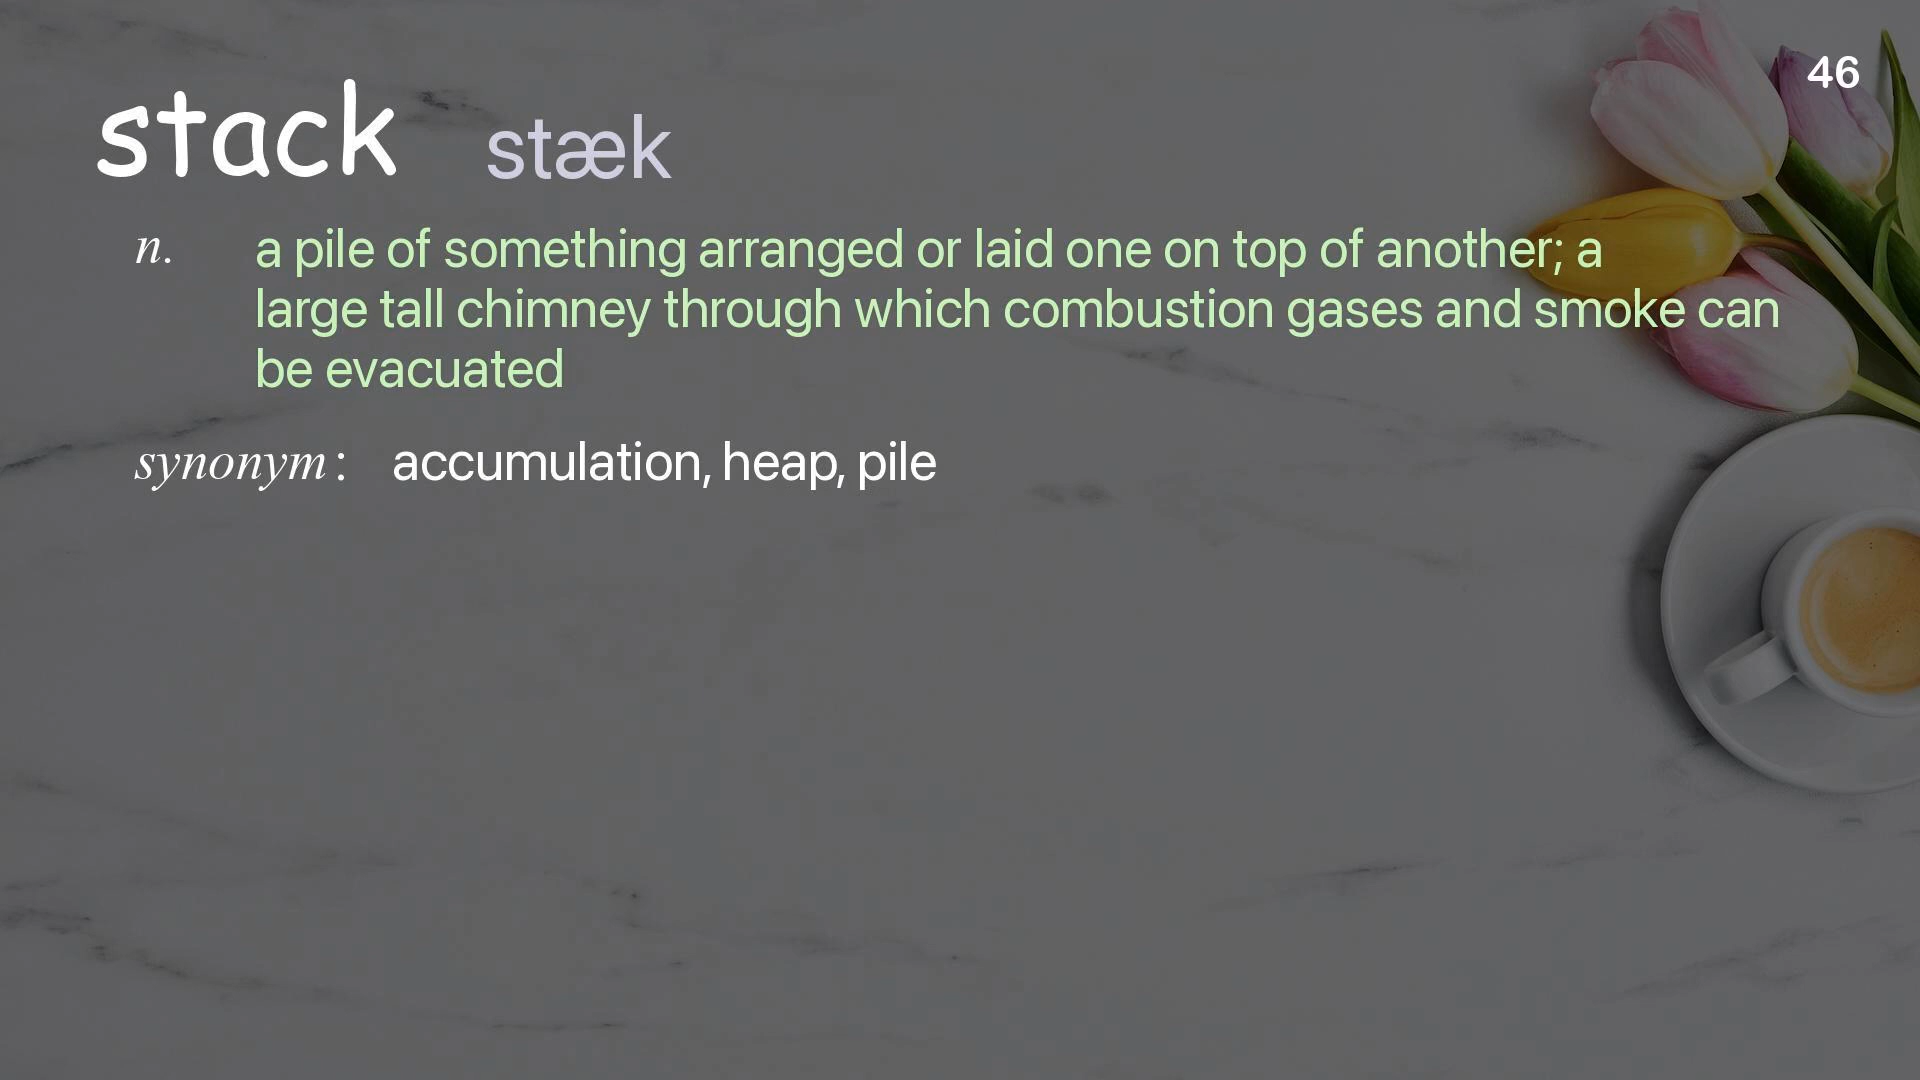 46
stack stæk
n. a pile of something arranged or laid one on top of another; a
large tall chimney through which combustion gases and smoke can
be evacuated
synonym: accumulation, heap, pile